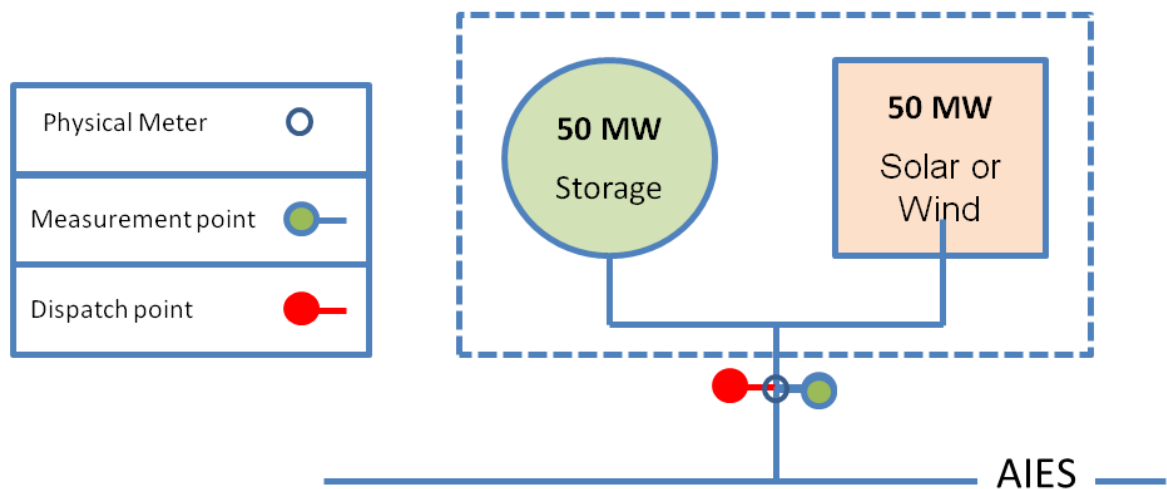 Physical Meter
Measurement point
Dispatch point
50 MW
Storage
50 MW
Solar or
Wind
AIES